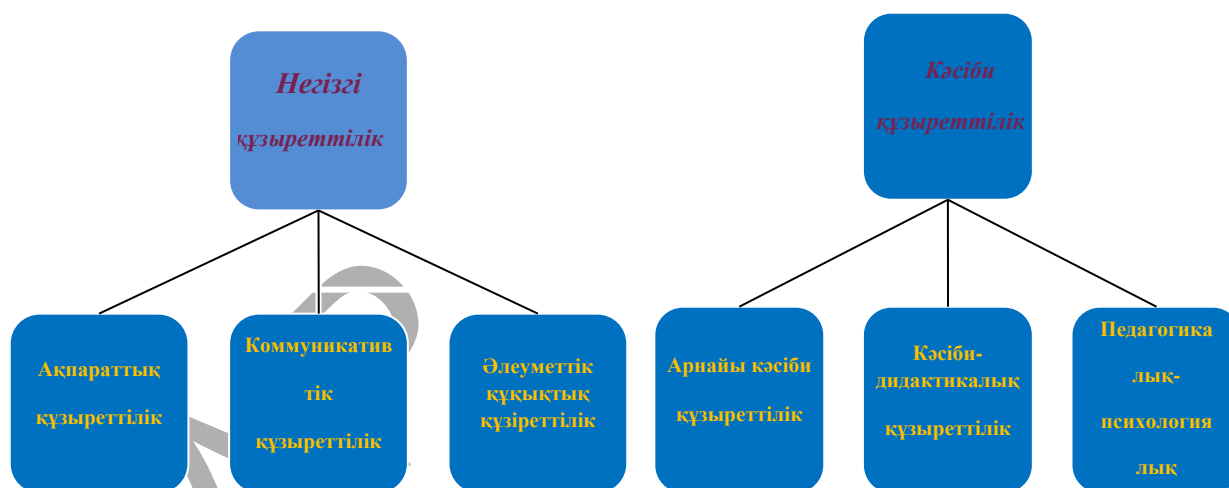 Негізгі
құзыреттілік
Кәсіби
құзыреттілік
Ақпараттық
құзыреттілік
Коммуникатив
тік
құзыреттілік
Әлеуметтік
құқықтық
құзіреттілік
Арнайы кәсіби
құзыреттілік
Кәсіби-
дидактикалық
құзыреттілік
Педагогика
лық-
психология
лық